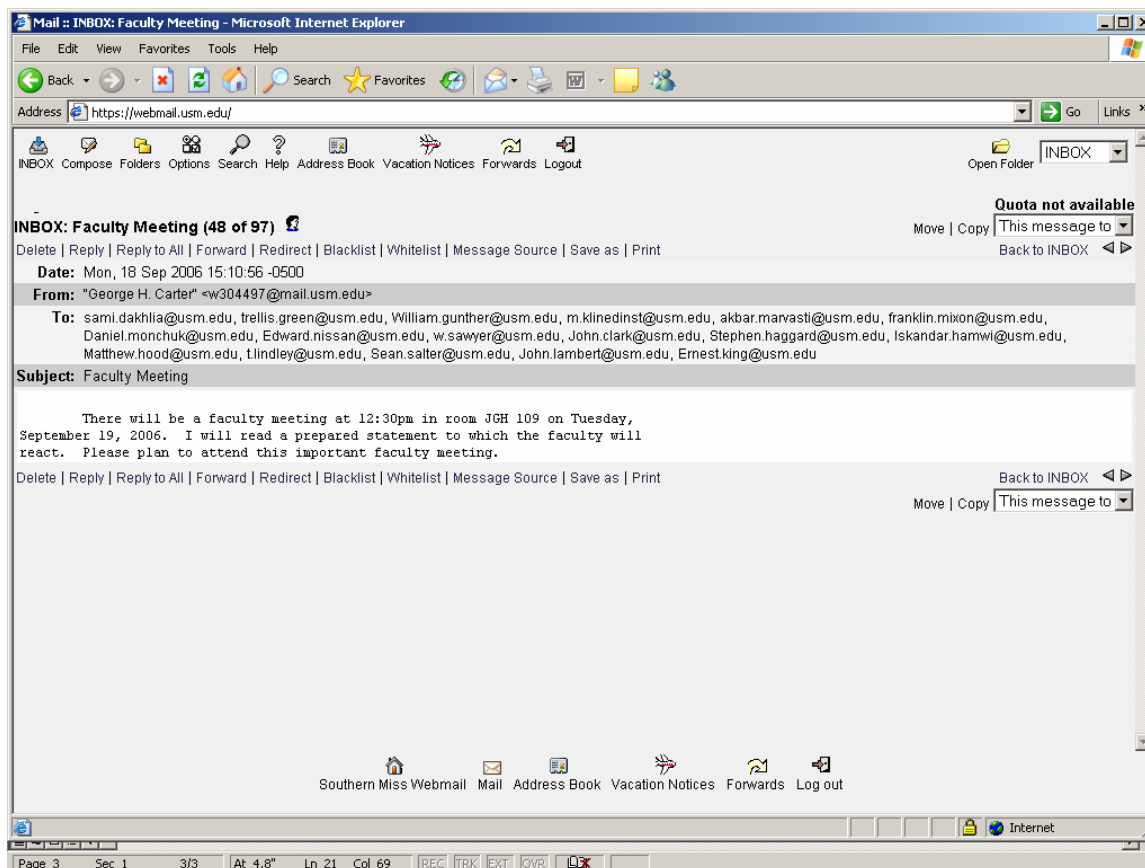 Mail :: INBOX: Faculty Meeting - Microsoft Internet Explorer
File Edit View Favorites Tools Help
Back Search Favorites
Address https://webmail.usm.edu/ Go Links »
INBOX Compose Folders Options Search Help Address Book Vacation Notices Forwards Logout Open Folder INBOX
Quota not available
INBOX: Faculty Meeting (48 of 97) Move | Copy This message to
Delete | Reply | Reply to All | Forward | Redirect | Blacklist | Whitelist | Message Source | Save as | Print Back to INBOX
Date: Mon, 18 Sep 2006 15:10:56 -0500
From: "George H. Carter" <w304497@mail.usm.edu>
To: sami.dakhlia@usm.edu, trellis.green@usm.edu, William.gunther@usm.edu, m.klinedinst@usm.edu, akbar.marvasti@usm.edu, franklin.mixon@usm.edu,
Daniel.monchuk@usm.edu, Edward.nissan@usm.edu, w.sawyer@usm.edu, John.clark@usm.edu, Stephen.haggard@usm.edu, Iskandar.hamwi@usm.edu,
Matthew.hood@usm.edu, t.lindley@usm.edu, Sean.salter@usm.edu, John.lambert@usm.edu, Ernest.king@usm.edu
Subject: Faculty Meeting
There will be a faculty meeting at 12:30pm in room JGH 109 on Tuesday,
September 19, 2006. I will read a prepared statement to which the faculty will
react. Please plan to attend this important faculty meeting.
Delete | Reply | Reply to All | Forward | Redirect | Blacklist | Whitelist | Message Source | Save as | Print Back to INBOX
Move | Copy This message to
Southern Miss Webmail Mail Address Book Vacation Notices Forwards Log out
Internet
Page 3 Sec 1 3/3 At 4.8" Ln 21 Col 69 REC TRK EXT OVR